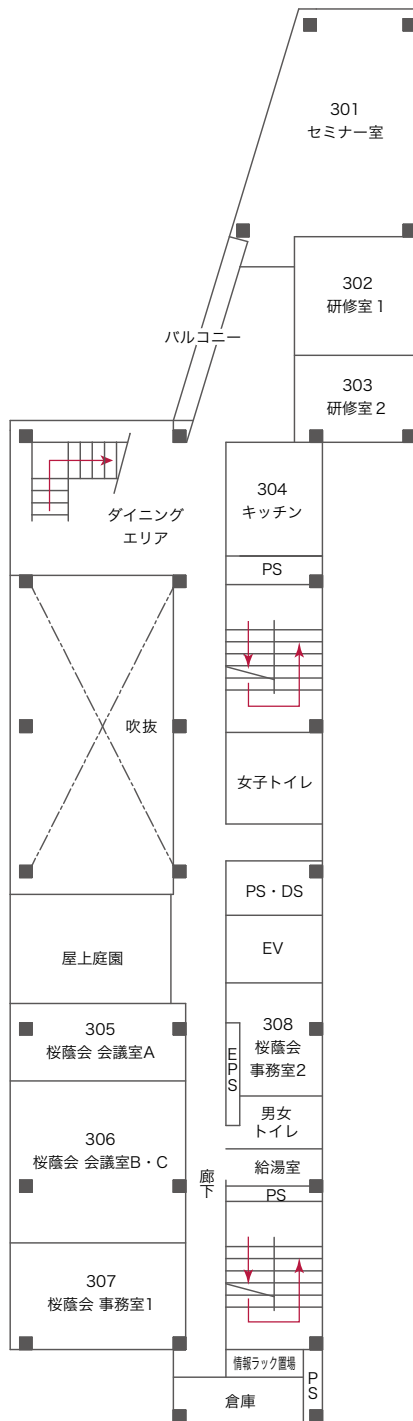 301
セミナー室
302
研修室1
バルコニー
303
研修室2
304
キッチン
ダイニング
エリア
PS
吹抜
女子トイレ
PS・DS
屋上庭園
EV
305
桜蔭会 会議室A
308
桜蔭会
事務室2
EPS
男女
トイレ
306
桜蔭会 会議室B・C
給湯室
廊下
PS
307
桜蔭会 事務室1
情報ラック置場
PS
倉庫